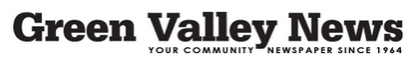 Green Valley News
YOUR COMMUNITY NEWSPAPER SINCE 1964